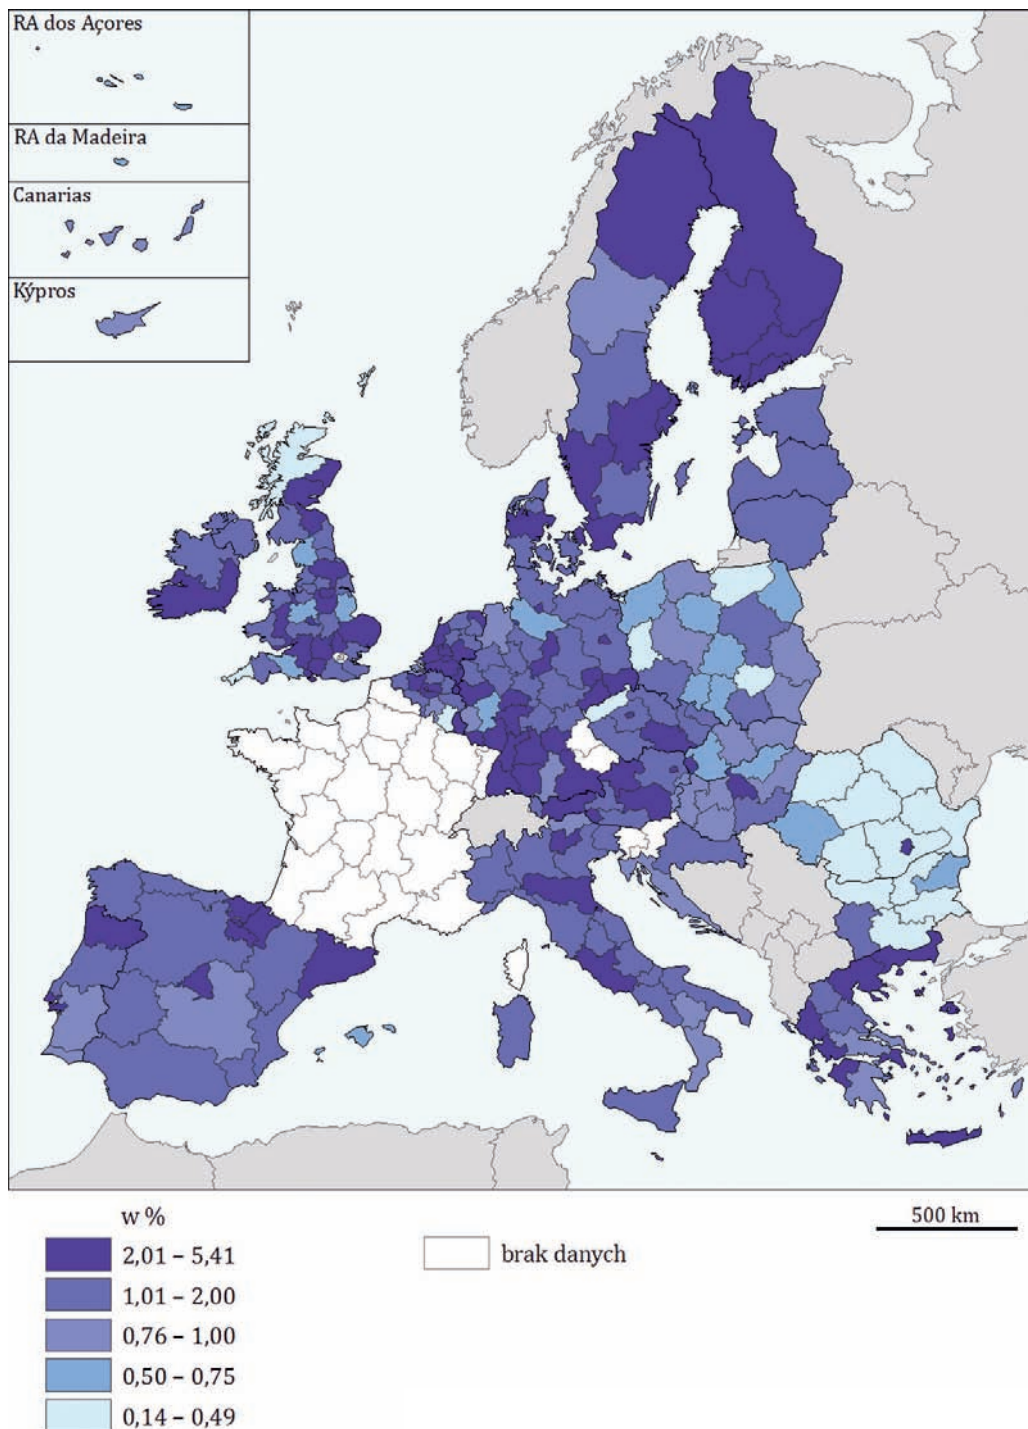 RA dos Açores
RA da Madeira
Canarias
Kýpros
w %
2,01 – 5,41
1,01 – 2,00
0,76 – 1,00
0,50 – 0,75
0,14 – 0,49
brak danych
500 km